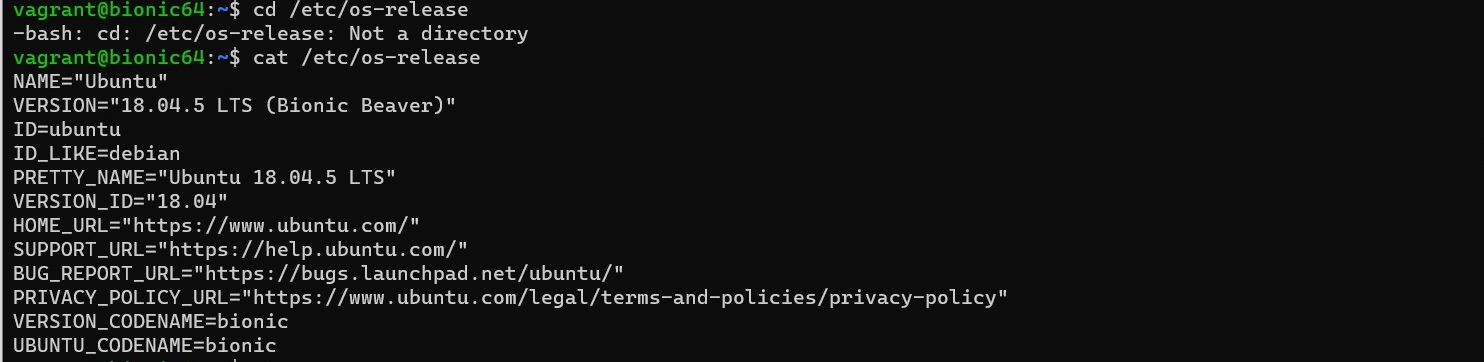 vagrant@bionic64:~$ cd /etc/os-release
-bash: cd: /etc/os-release: Not a directory
vagrant@bionic64:~$ cat /etc/os-release
NAME="Ubuntu"
VERSION="18.04.5 LTS (Bionic Beaver)"
ID=ubuntu
ID_LIKE=debian
PRETTY_NAME="Ubuntu 18.04.5 LTS"
VERSION_ID="18.04"
HOME_URL="https://www.ubuntu.com/"
SUPPORT_URL="https://help.ubuntu.com/"
BUG_REPORT_URL="https://bugs.launchpad.net/ubuntu/"
PRIVACY_POLICY_URL="https://www.ubuntu.com/legal/terms-and-policies/privacy-policy"
VERSION_CODENAME=bionic
UBUNTU_CODENAME=bionic